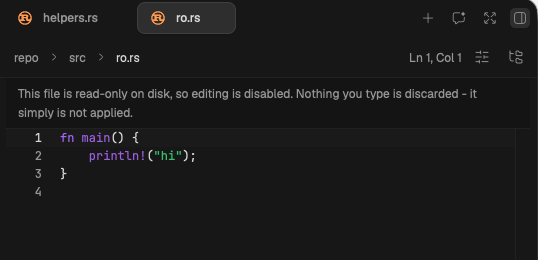 helpers.rs ro.rs
repo > src > ro.rs Ln 1, Col 1
This file is read-only on disk, so editing is disabled. Nothing you type is discarded - it
simply is not applied.
1 fn main() {
2     println!("hi");
3 }
4